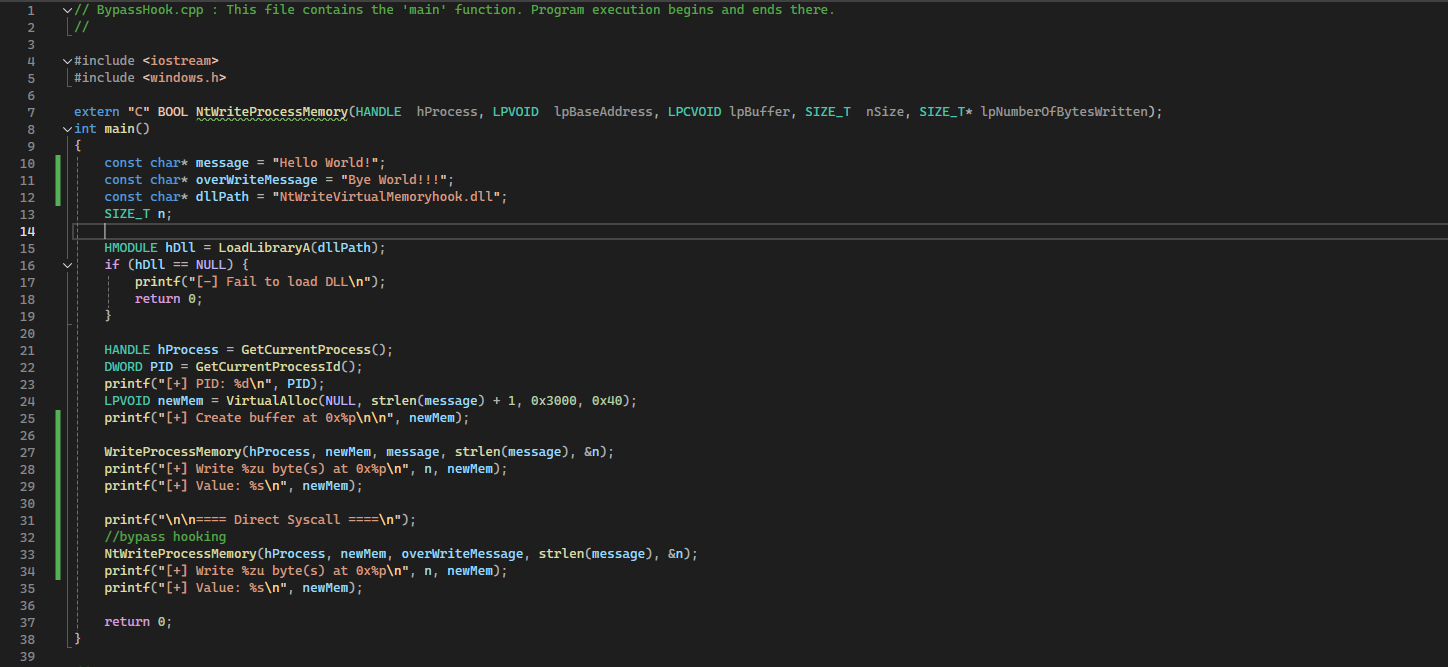 1 // BypassHook.cpp : This file contains the 'main' function. Program execution begins and ends there.
2 //
3
4 #include <iostream>
5 #include <windows.h>
6
7 extern "C" BOOL NtWriteProcessMemory(HANDLE  hProcess, LPVOID  lpBaseAddress, LPCVOID lpBuffer, SIZE_T  nSize, SIZE_T* lpNumberOfBytesWritten);
8 int main()
9 {
10     const char* message = "Hello World!";
11     const char* overWriteMessage = "Bye World!!!";
12     const char* dllPath = "NtWriteVirtualMemoryhook.dll";
13     SIZE_T n;
14
15     HMODULE hDll = LoadLibraryA(dllPath);
16     if (hDll == NULL) {
17         printf("[-] Fail to load DLL\n");
18         return 0;
19     }
20
21     HANDLE hProcess = GetCurrentProcess();
22     DWORD PID = GetCurrentProcessId();
23     printf("[+] PID: %d\n", PID);
24     LPVOID newMem = VirtualAlloc(NULL, strlen(message) + 1, 0x3000, 0x40);
25     printf("[+] Create buffer at 0x%p\n\n", newMem);
26
27     WriteProcessMemory(hProcess, newMem, message, strlen(message), &n);
28     printf("[+] Write %zu byte(s) at 0x%p\n", n, newMem);
29     printf("[+] Value: %s\n", newMem);
30
31     printf("\n\n==== Direct Syscall ====\n");
32     //bypass hooking
33     NtWriteProcessMemory(hProcess, newMem, overWriteMessage, strlen(message), &n);
34     printf("[+] Write %zu byte(s) at 0x%p\n", n, newMem);
35     printf("[+] Value: %s\n", newMem);
36
37     return 0;
38 }
39